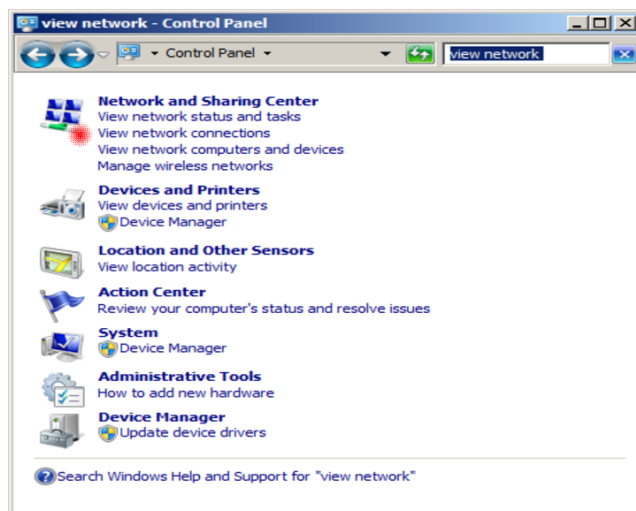 view network - Control Panel
Control Panel
view network
Network and Sharing Center
View network status and tasks
View network connections
View network computers and devices
Manage wireless networks
Devices and Printers
View devices and printers
Device Manager
Location and Other Sensors
View location activity
Action Center
Review your computer's status and resolve issues
System
Device Manager
Administrative Tools
How to add new hardware
Device Manager
Update device drivers
Search Windows Help and Support for "view network"